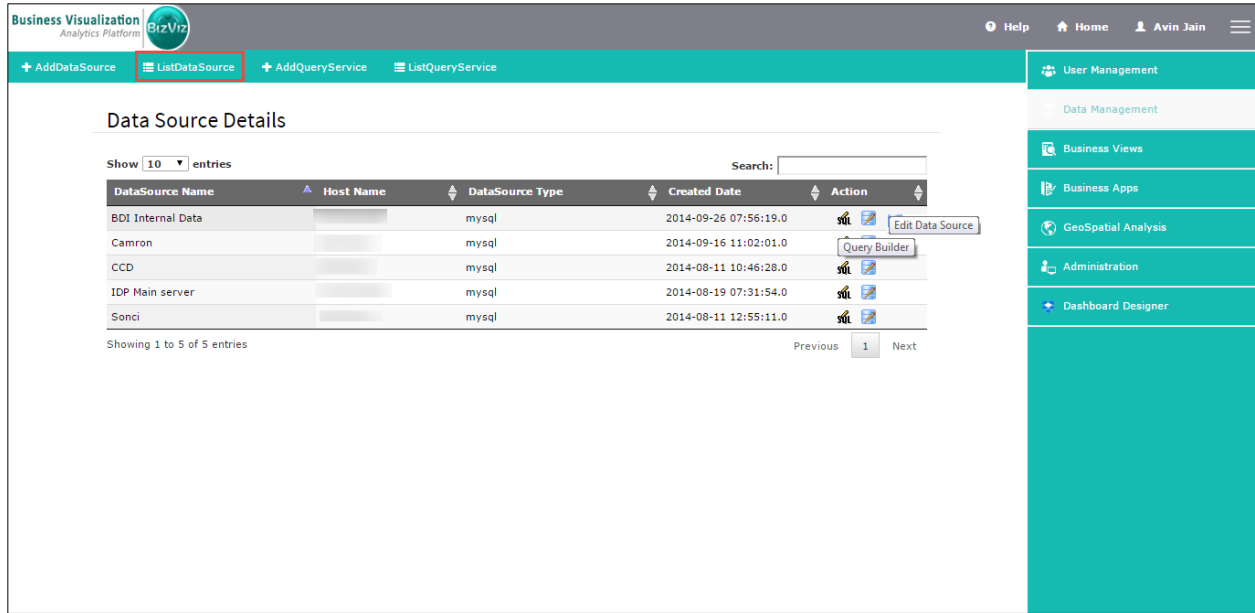 Business Visualization
Analytics Platform
BizViz
Help Home Avin Jain
AddDataSource ListDataSource AddQueryService ListQueryService
User Management
Data Management
Business Views
Business Apps
GeoSpatial Analysis
Administration
Dashboard Designer
Data Source Details
Show 10 entries Search:
DataSource Name Host Name DataSource Type Created Date Action
BDI Internal Data mysql 2014-09-26 07:56:19.0 SQL
Edit Data Source
Camron mysql 2014-09-16 11:02:01.0
Query Builder
CCD mysql 2014-08-11 10:46:28.0 SQL
IDP Main server mysql 2014-08-19 07:31:54.0 SQL
Sonci mysql 2014-08-11 12:55:11.0 SQL
Showing 1 to 5 of 5 entries Previous 1 Next